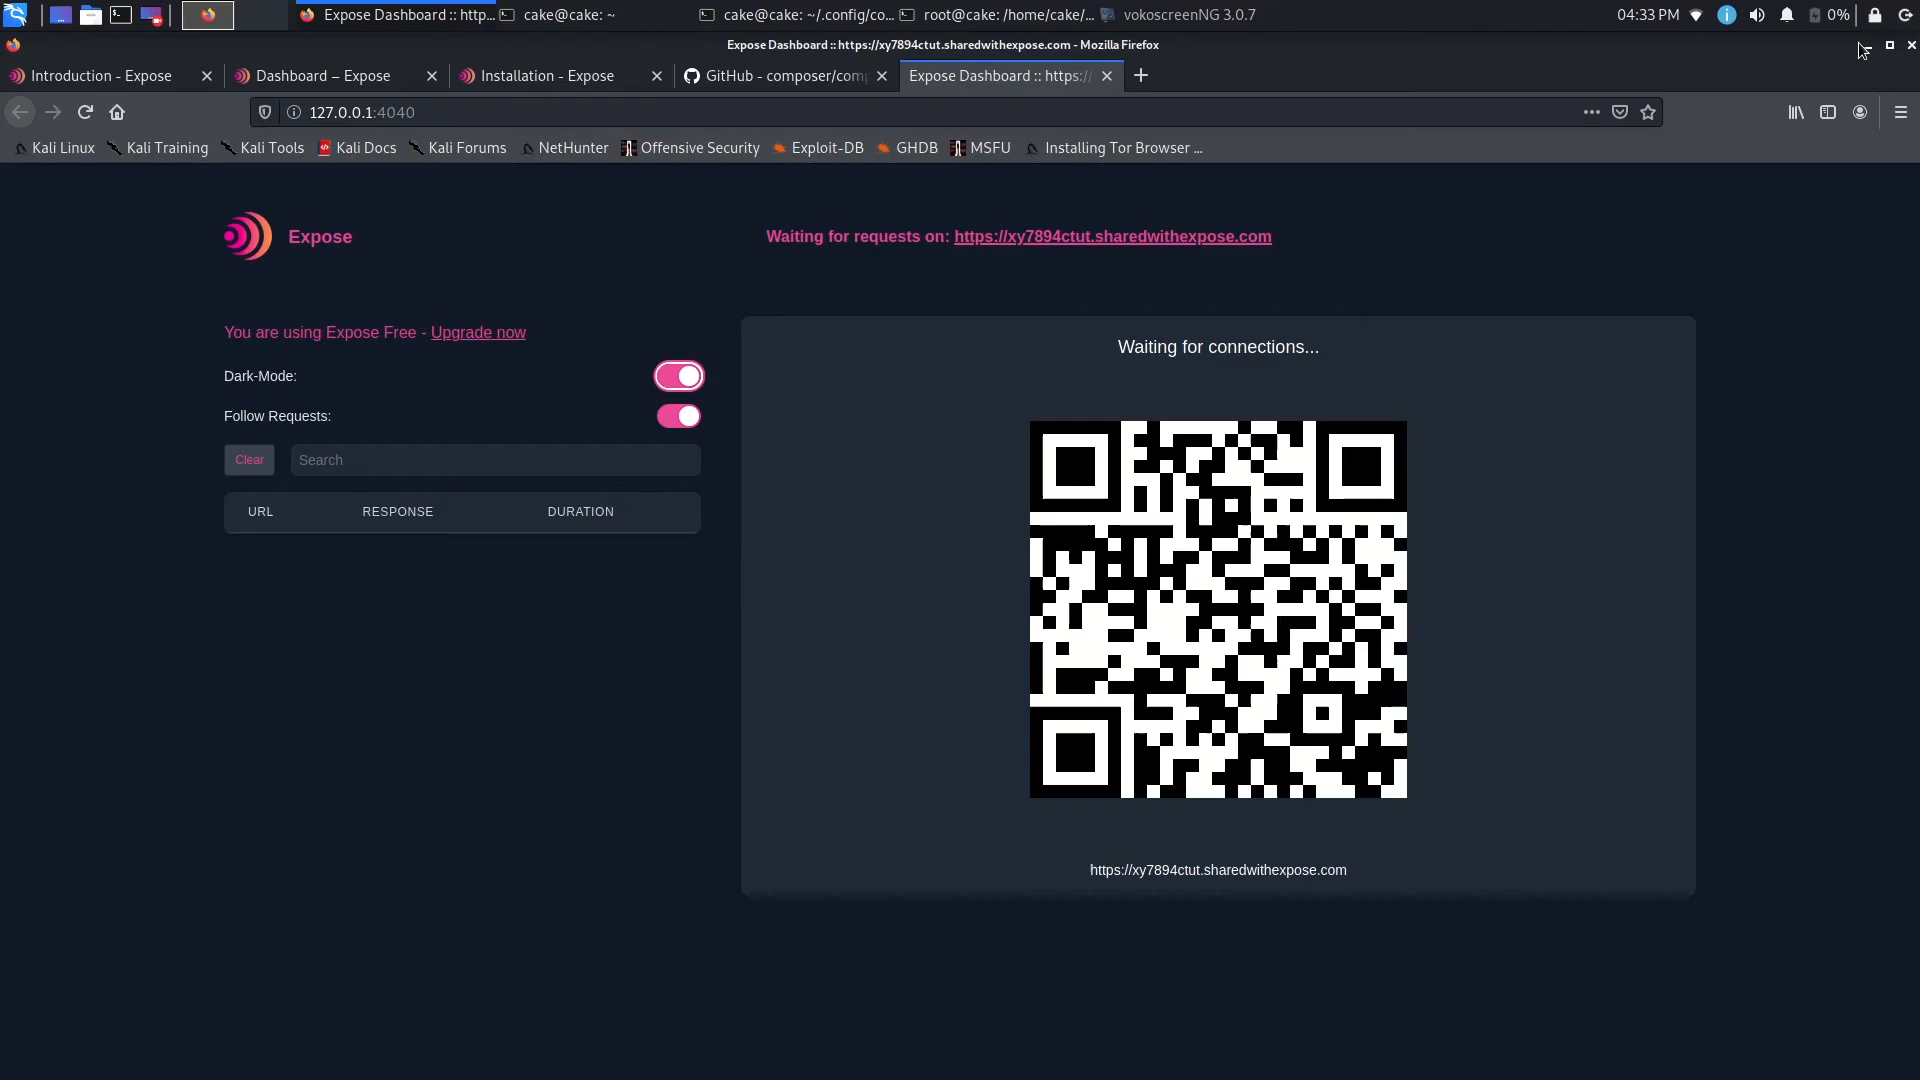 Expose Dashboard :: http...
cake@cake: ~
cake@cake: ~/.config/co...
root@cake: /home/cake/...
vokoscreenNG 3.0.7
04:33 PM
0%
Expose Dashboard :: https://xy7894ctut.sharedwithexpose.com - Mozilla Firefox
Introduction - Expose
Dashboard – Expose
Installation - Expose
GitHub - composer/comp
Expose Dashboard :: https://
127.0.0.1:4040
Kali Linux
Kali Training
Kali Tools
Kali Docs
Kali Forums
NetHunter
Offensive Security
Exploit-DB
GHDB
MSFU
Installing Tor Browser ...
Expose
Waiting for requests on: https://xy7894ctut.sharedwithexpose.com
You are using Expose Free - Upgrade now
Dark-Mode:
Follow Requests:
Clear
Search
URL
RESPONSE
DURATION
Waiting for connections...
https://xy7894ctut.sharedwithexpose.com